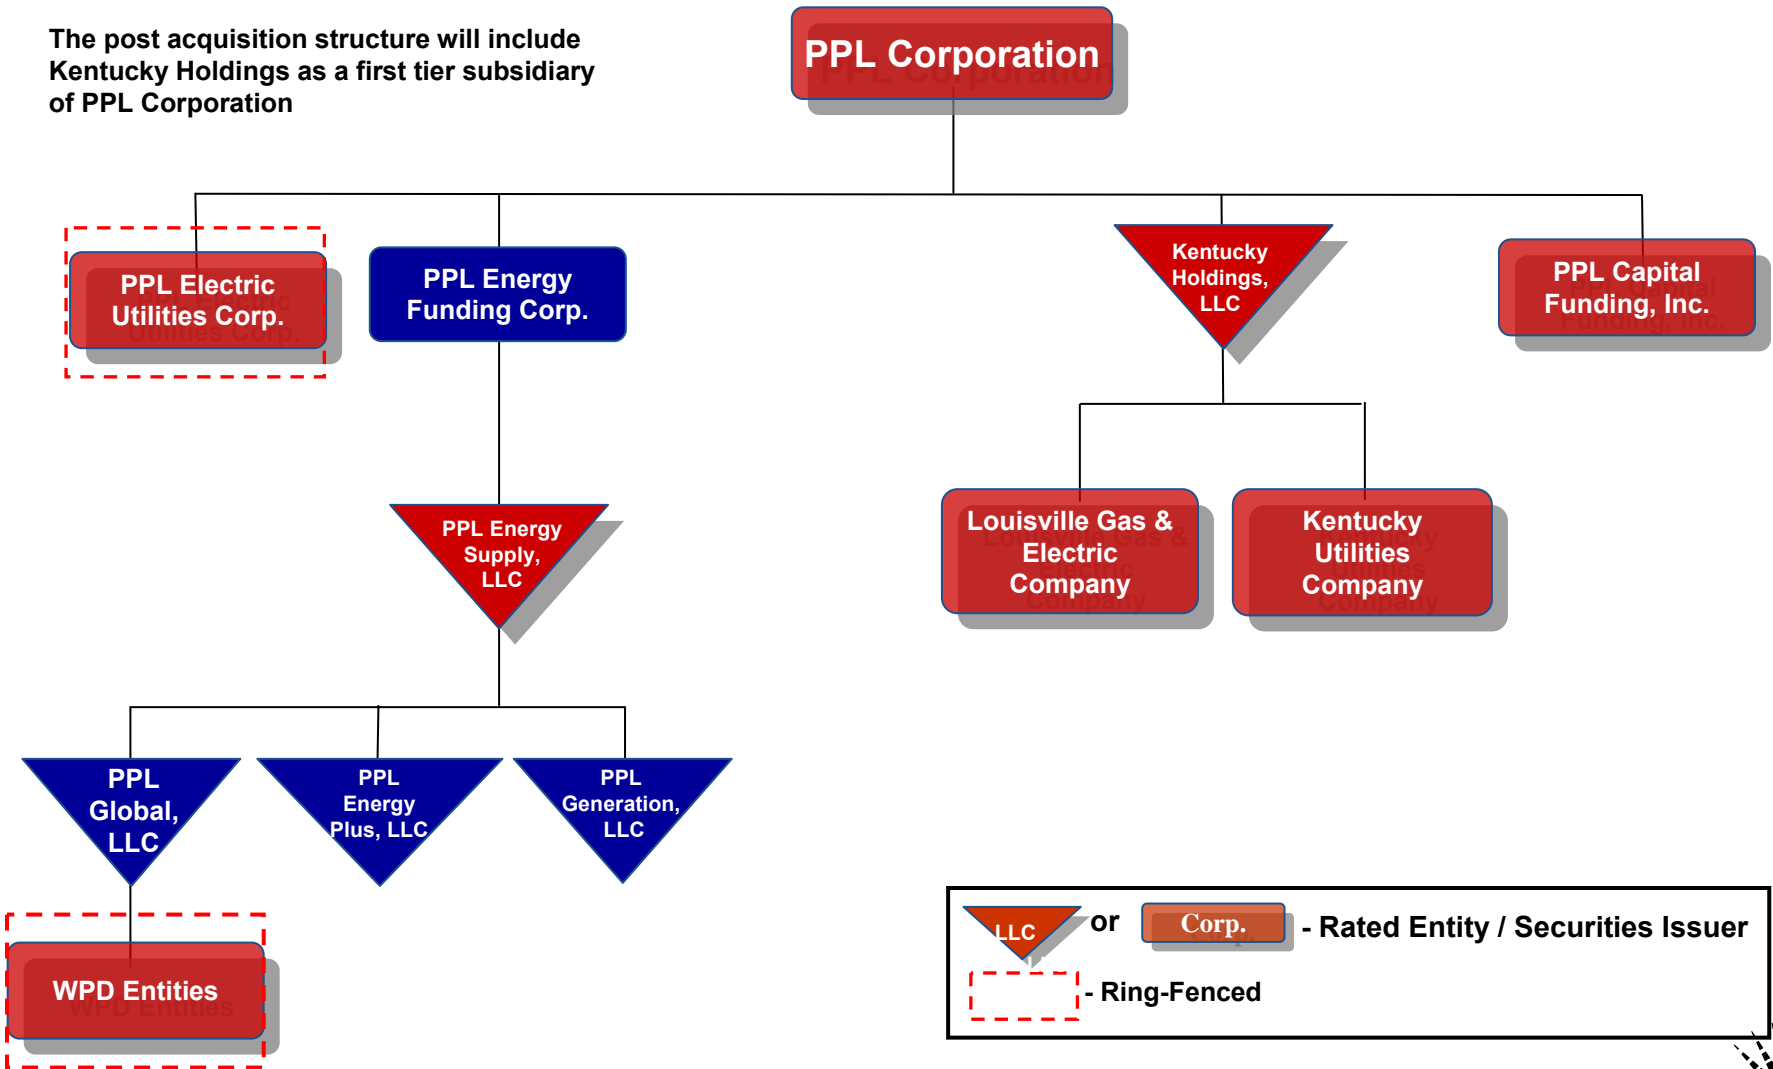 The post acquisition structure will include
Kentucky Holdings as a first tier subsidiary
of PPL Corporation
PPL Corporation
PPL Electric
Utilities Corp.
PPL Energy
Funding Corp.
Kentucky
Holdings,
LLC
PPL Capital
Funding, Inc.
PPL Energy
Supply,
LLC
Louisville Gas &
Electric
Company
Kentucky
Utilities
Company
PPL
Global,
LLC
PPL
Energy
Plus, LLC
PPL
Generation,
LLC
WPD Entities
LLC or Corp. - Rated Entity / Securities Issuer
- Ring-Fenced